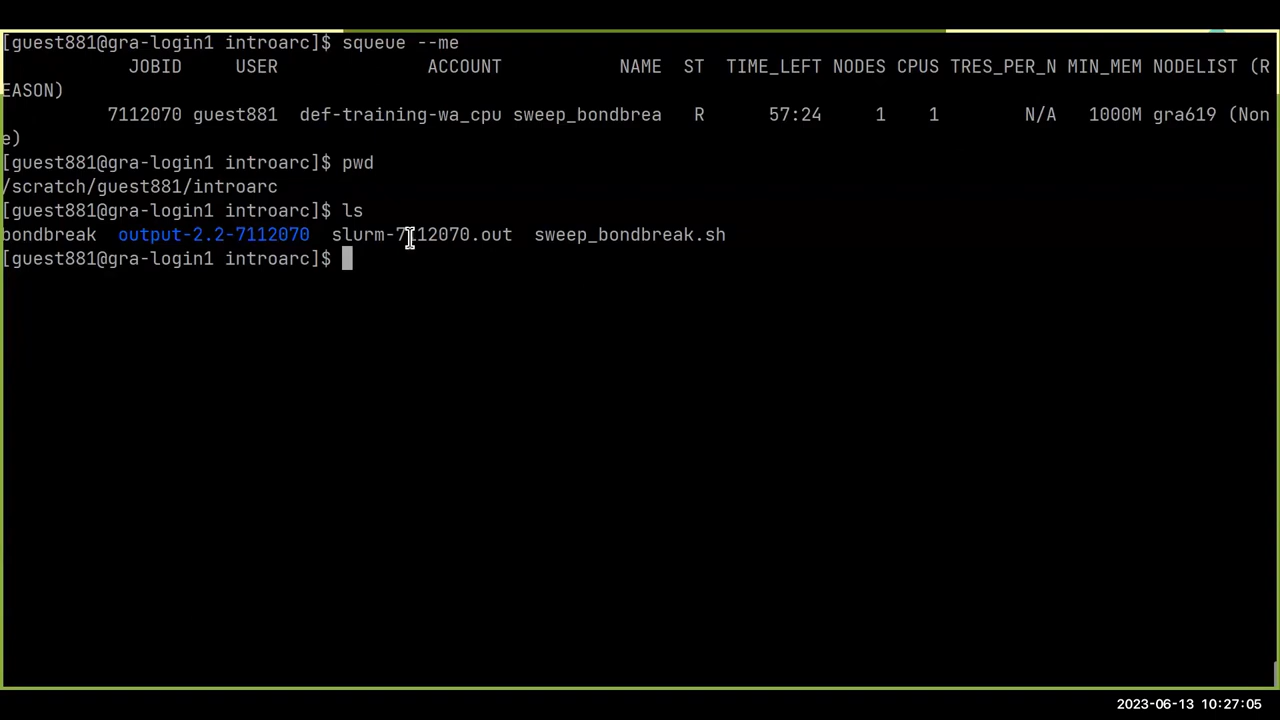 [guest881@gra-login1 introarc]$ squeue --me
           JOBID     USER              ACCOUNT           NAME  ST  TIME_LEFT NODES CPUS TRES_PER_N MIN_MEM NODELIST (R
EASON)
         7112070 guest881  def-training-wa_cpu sweep_bondbrea   R      57:24     1    1        N/A   1000M gra619 (Non
e)
[guest881@gra-login1 introarc]$ pwd
/scratch/guest881/introarc
[guest881@gra-login1 introarc]$ ls
bondbreak  output-2.2-7112070  slurm-7112070.out  sweep_bondbreak.sh
[guest881@gra-login1 introarc]$
2023-06-13 10:27:05